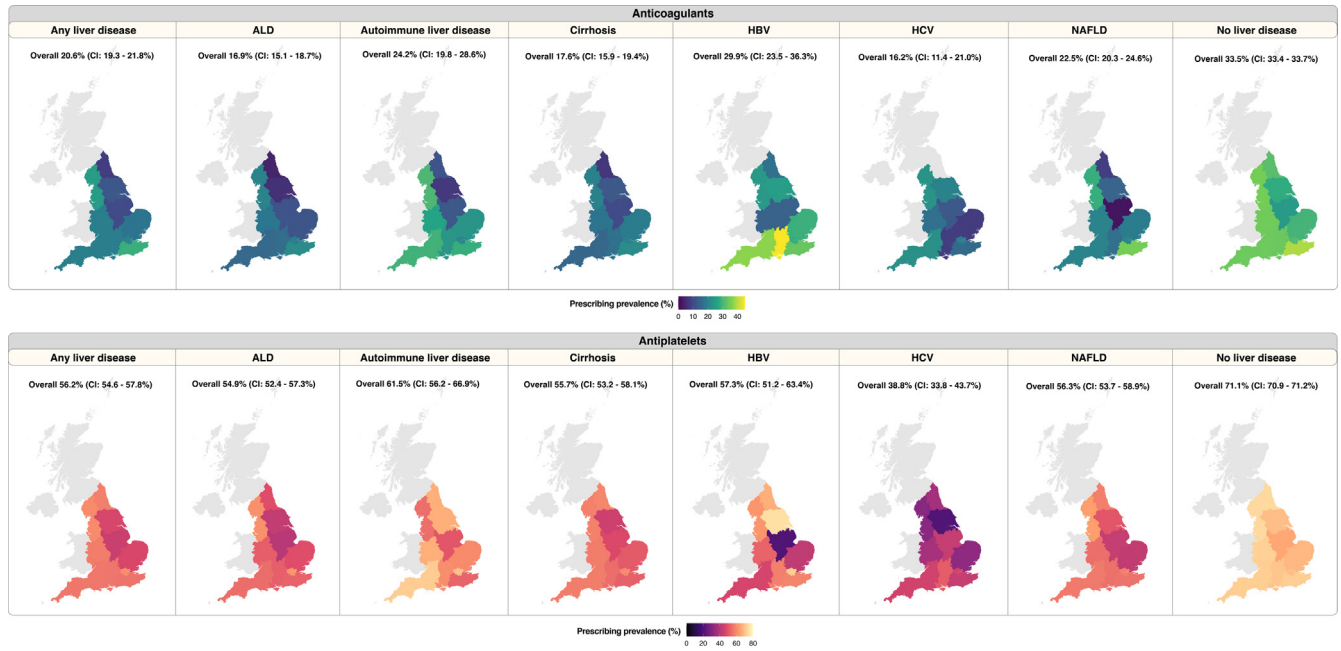 Anticoagulants
Any liver disease ALD Autoimmune liver disease Cirrhosis HBV HCV NAFLD No liver disease
Overall 20.6% (CI: 19.3 - 21.8%) Overall 16.9% (CI: 15.1 - 18.7%) Overall 24.2% (CI: 19.8 - 28.6%) Overall 17.6% (CI: 15.9 - 19.4%) Overall 29.9% (CI: 23.5 - 36.3%) Overall 16.2% (CI: 11.4 - 21.0%) Overall 22.5% (CI: 20.3 - 24.6%) Overall 33.5% (CI: 33.4 - 33.7%)
Prescribing prevalence (%)
0 10 20 30 40
Antiplatelets
Any liver disease ALD Autoimmune liver disease Cirrhosis HBV HCV NAFLD No liver disease
Overall 56.2% (CI: 54.6 - 57.8%) Overall 54.9% (CI: 52.4 - 57.3%) Overall 61.5% (CI: 56.2 - 66.9%) Overall 55.7% (CI: 53.2 - 58.1%) Overall 57.3% (CI: 51.2 - 63.4%) Overall 38.8% (CI: 33.8 - 43.7%) Overall 56.3% (CI: 53.7 - 58.9%) Overall 71.1% (CI: 70.9 - 71.2%)
Prescribing prevalence (%)
0 20 40 60 80